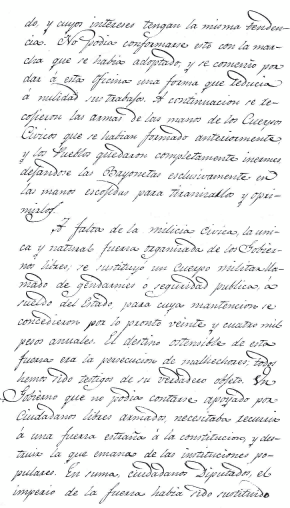 do, y cuyos intereses tengan la misma tenden-
cia. No podia conformarse esto con la mar-
cha que se habia adoptado, y se comenzó por
dar á esta oficina una forma que reducia
á nulidad sus trabajos. A continuacion se re-
cojieron las armas de las manos de los Cuerpos
Civicos que se habian formado anteriormente
y los Pueblos quedaron completamente inermes,
dejandose las Bayonetas esclusivamente en
las manos escojidas para tiranizarlos y opri-
mirlos.
A falta de la milicia civica, la uni-
ca y natural fuerza organizada de los Gobier-
nos libres, se sustituyó un Cuerpo militar lla-
mado de gendarmes ó seguridad publica, a
sueldo del Estado, para cuya mantencion se
concedieron por lo pronto veinte y cuatro mil
pesos anuales. El destino ostensible de esta
fuerza era la persecucion de malhechores; todos
hemos sido testigos de su verdadero objeto. Un
Gobierno que no podia contarse apoyado por
Ciudadanos libres armados, necesitaba recurrir
á una fuerza estraña á la constitucion, y des-
truir la que emana de las instituciones po-
pulares. En suma, ciudadanos Diputados, el
imperio de la fuerza habia sido sustituido